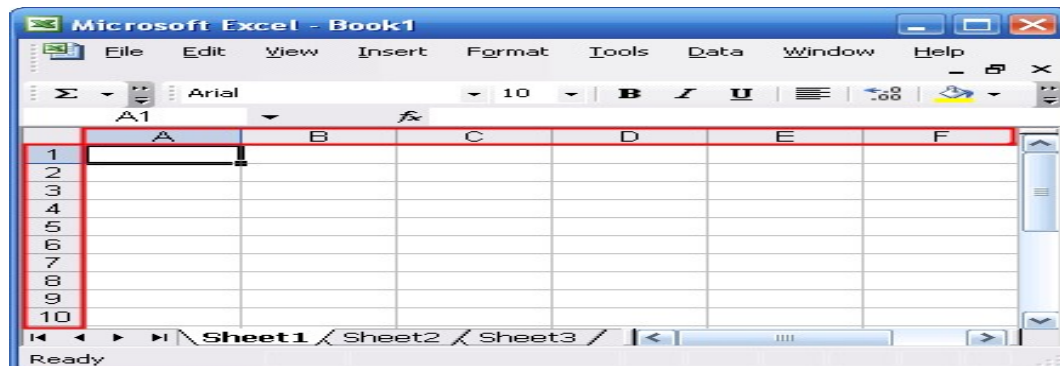 Microsoft Excel - Book1
File Edit View Insert Format Tools Data Window Help
Σ Arial 10 B I U .00
A1 fx
A B C D E F
1
2
3
4
5
6
7
8
9
10
Sheet1 Sheet2 Sheet3
Ready